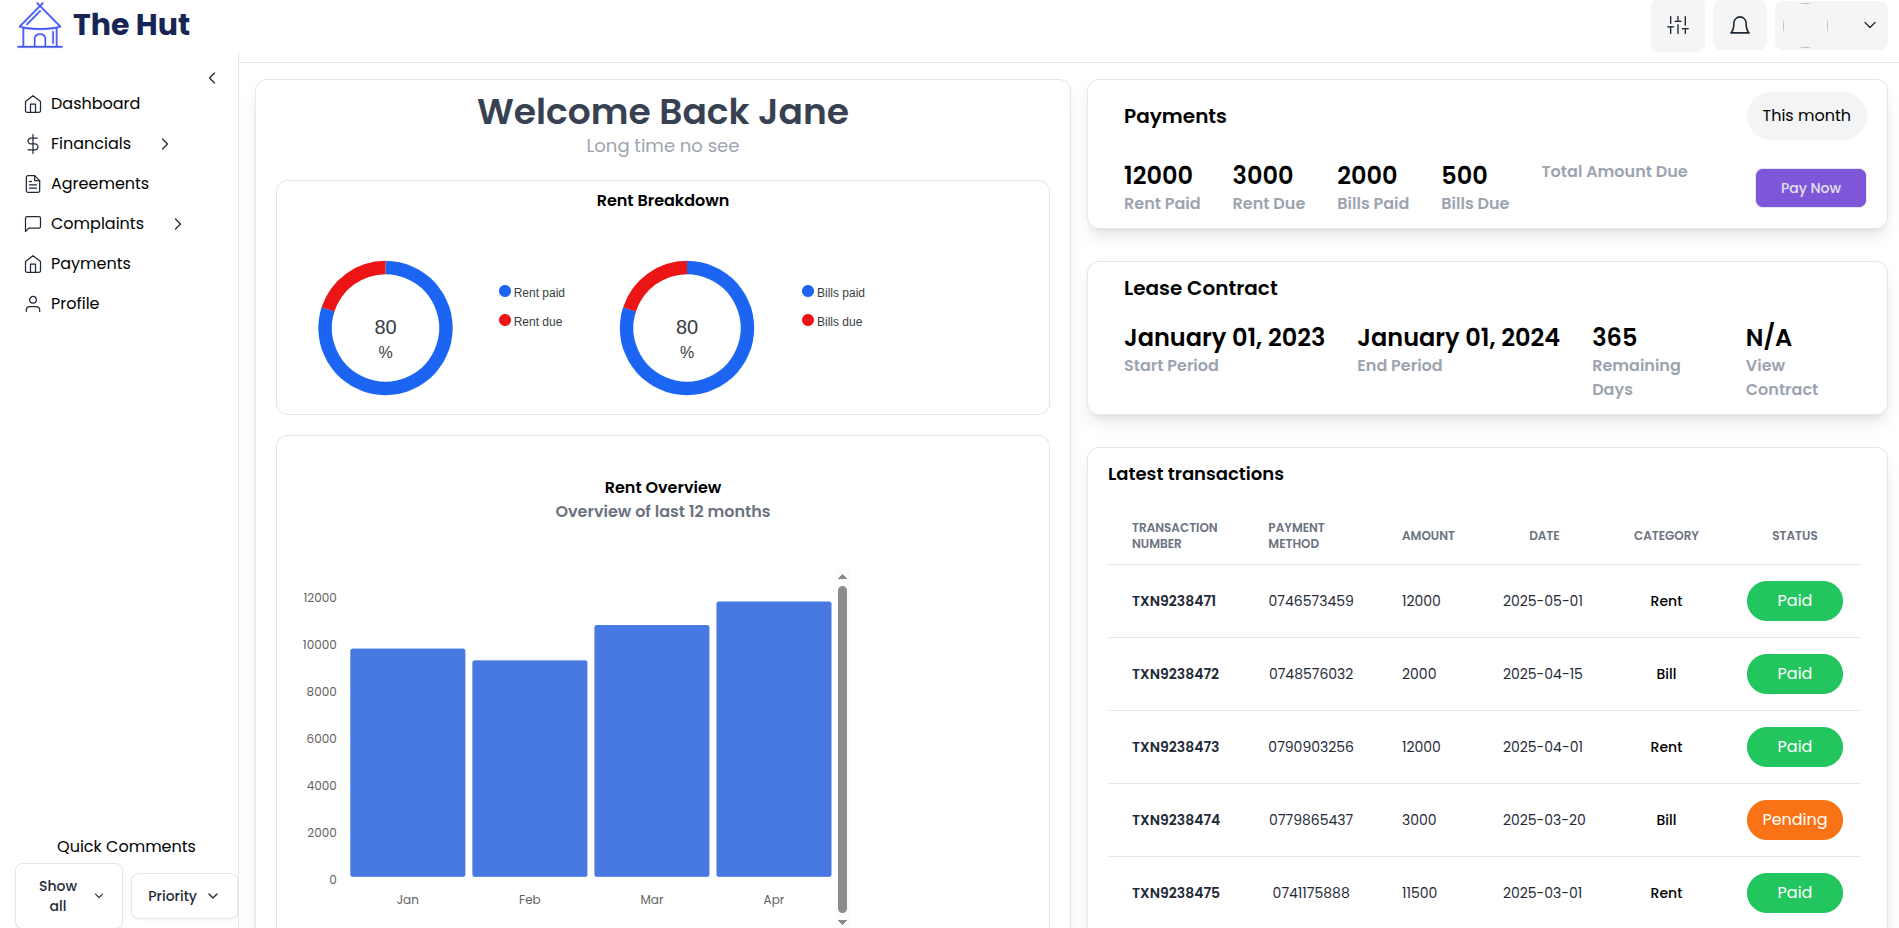 The Hut
Dashboard
Financials
Agreements
Complaints
Payments
Profile
Quick Comments
Show
all
Priority
Welcome Back Jane
Long time no see
Rent Breakdown
80
%
Rent paid
Rent due
80
%
Bills paid
Bills due
Rent Overview
Overview of last 12 months
12000
10000
8000
6000
4000
2000
0
Jan Feb Mar Apr
Payments
This month
12000 3000 2000 500
Rent Paid Rent Due Bills Paid Bills Due
Total Amount Due
Pay Now
Lease Contract
January 01, 2023 January 01, 2024 365 N/A
Start Period End Period Remaining Days View Contract
Latest transactions
TRANSACTION NUMBER PAYMENT METHOD AMOUNT DATE CATEGORY STATUS
TXN9238471 0746573459 12000 2025-05-01 Rent Paid
TXN9238472 0748576032 2000 2025-04-15 Bill Paid
TXN9238473 0790903256 12000 2025-04-01 Rent Paid
TXN9238474 0779865437 3000 2025-03-20 Bill Pending
TXN9238475 0741175888 11500 2025-03-01 Rent Paid